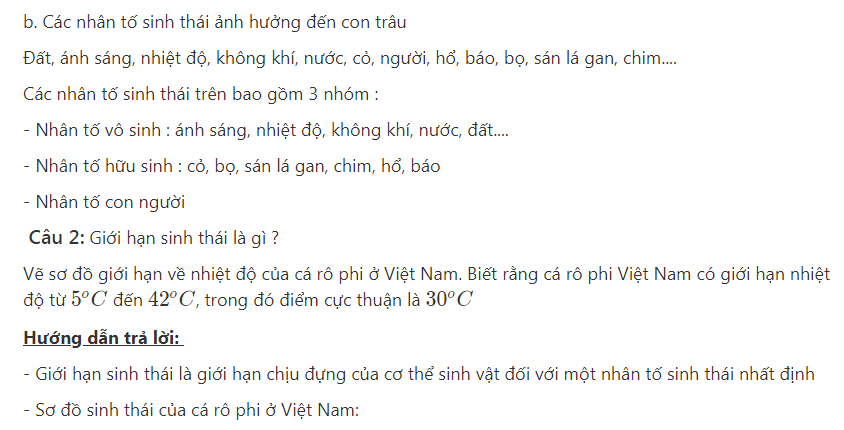 b. Các nhân tố sinh thái ảnh hưởng đến con trâu
Đất, ánh sáng, nhiệt độ, không khí, nước, cỏ, người, hổ, báo, bọ, sán lá gan, chim....
Các nhân tố sinh thái trên bao gồm 3 nhóm :
- Nhân tố vô sinh : ánh sáng, nhiệt độ, không khí, nước, đất....
- Nhân tố hữu sinh : cỏ, bọ, sán lá gan, chim, hổ, báo
- Nhân tố con người
Câu 2: Giới hạn sinh thái là gì ?
Vẽ sơ đồ giới hạn về nhiệt độ của cá rô phi ở Việt Nam. Biết rằng cá rô phi Việt Nam có giới hạn nhiệt
độ từ 5°C đến 42°C, trong đó điểm cực thuận là 30°C
Hướng dẫn trả lời:
- Giới hạn sinh thái là giới hạn chịu đựng của cơ thể sinh vật đối với một nhân tố sinh thái nhất định
- Sơ đồ sinh thái của cá rô phi ở Việt Nam: